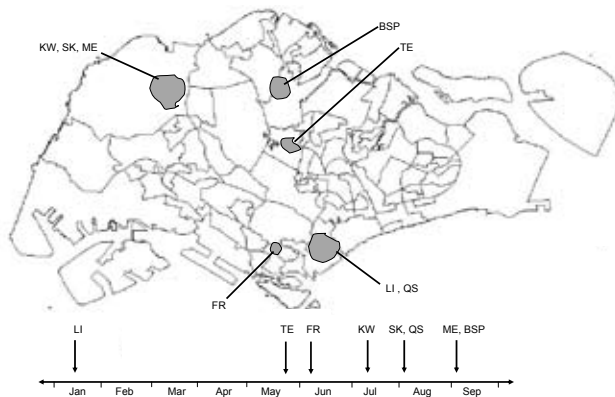 BSP
KW, SK, ME
TE
LI , QS
FR
LI
TE FR KW SK, QS ME, BSP
Jan Feb Mar Apr May Jun Jul Aug Sep